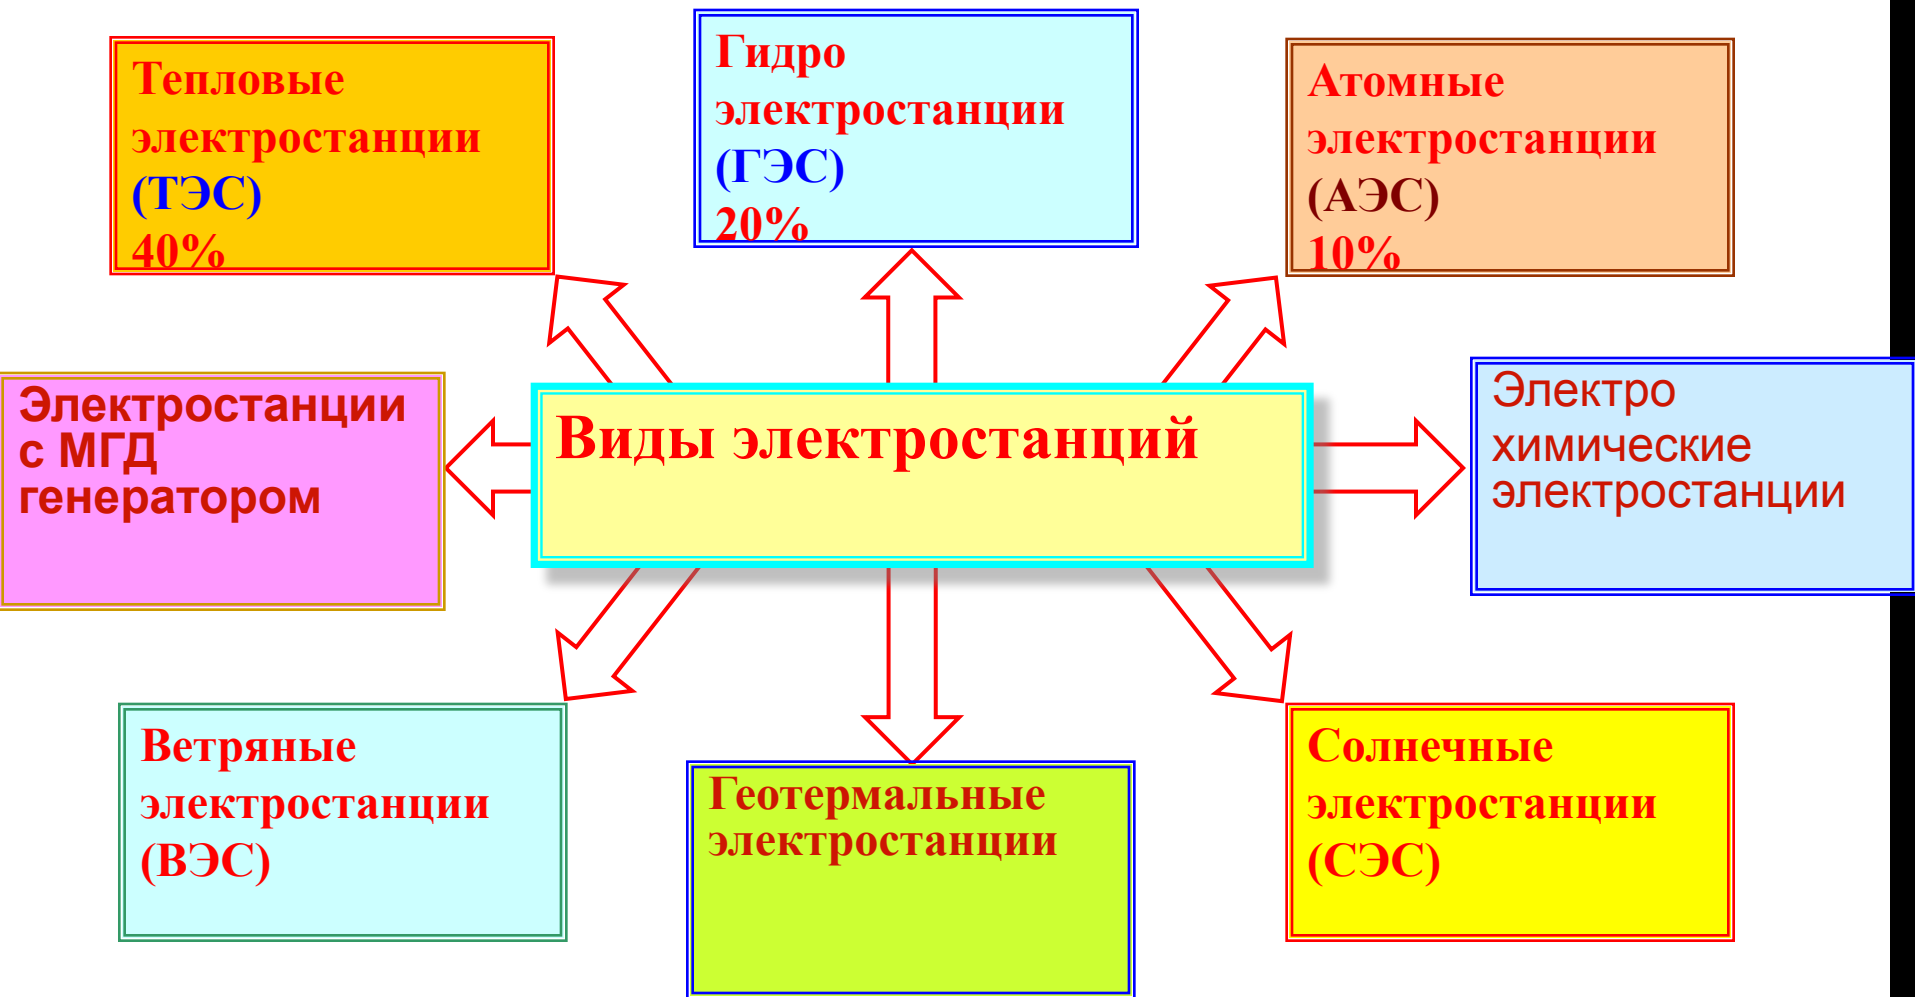 Тепловые
электростанции
(ТЭС)
40%
Гидро
электростанции
(ГЭС)
20%
Атомные
электростанции
(АЭС)
10%
Электростанции
с МГД
генератором
Виды электростанций
Электро
химические
электростанции
Ветряные
электростанции
(ВЭС)
Геотермальные
электростанции
Солнечные
электростанции
(СЭС)